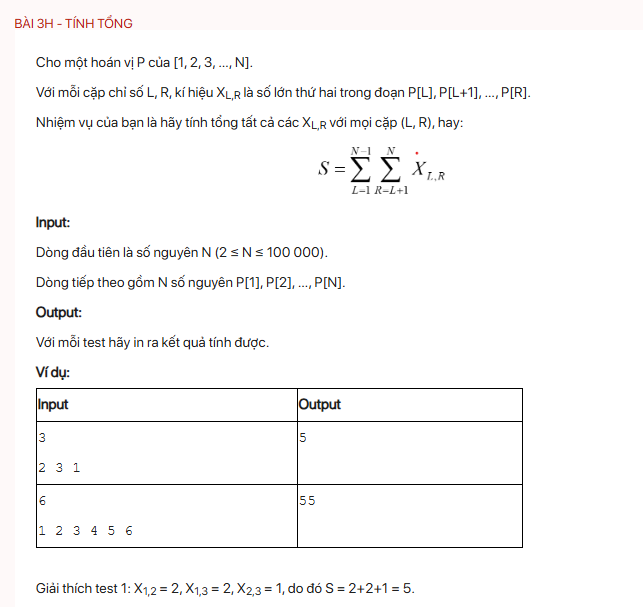 BÀI 3H - TÍNH TỔNG
Cho một hoán vị P của [1, 2, 3, ..., N].
Với mỗi cặp chỉ số L, R, kí hiệu X_{L,R} là số lớn thứ hai trong đoạn P[L], P[L+1], ..., P[R].
Nhiệm vụ của bạn là hãy tính tổng tất cả các X_{L,R} với mọi cặp (L, R), hay:
S = \sum_{L=1}^{N-1} \sum_{R=L+1}^{N} X_{L,R}
Input:
Dòng đầu tiên là số nguyên N (2 ≤ N ≤ 100 000).
Dòng tiếp theo gồm N số nguyên P[1], P[2], ..., P[N].
Output:
Với mỗi test hãy in ra kết quả tính được.
Ví dụ:
Input Output
3 5
2 3 1
6 55
1 2 3 4 5 6
Giải thích test 1: X_{1,2} = 2, X_{1,3} = 2, X_{2,3} = 1, do đó S = 2+2+1 = 5.